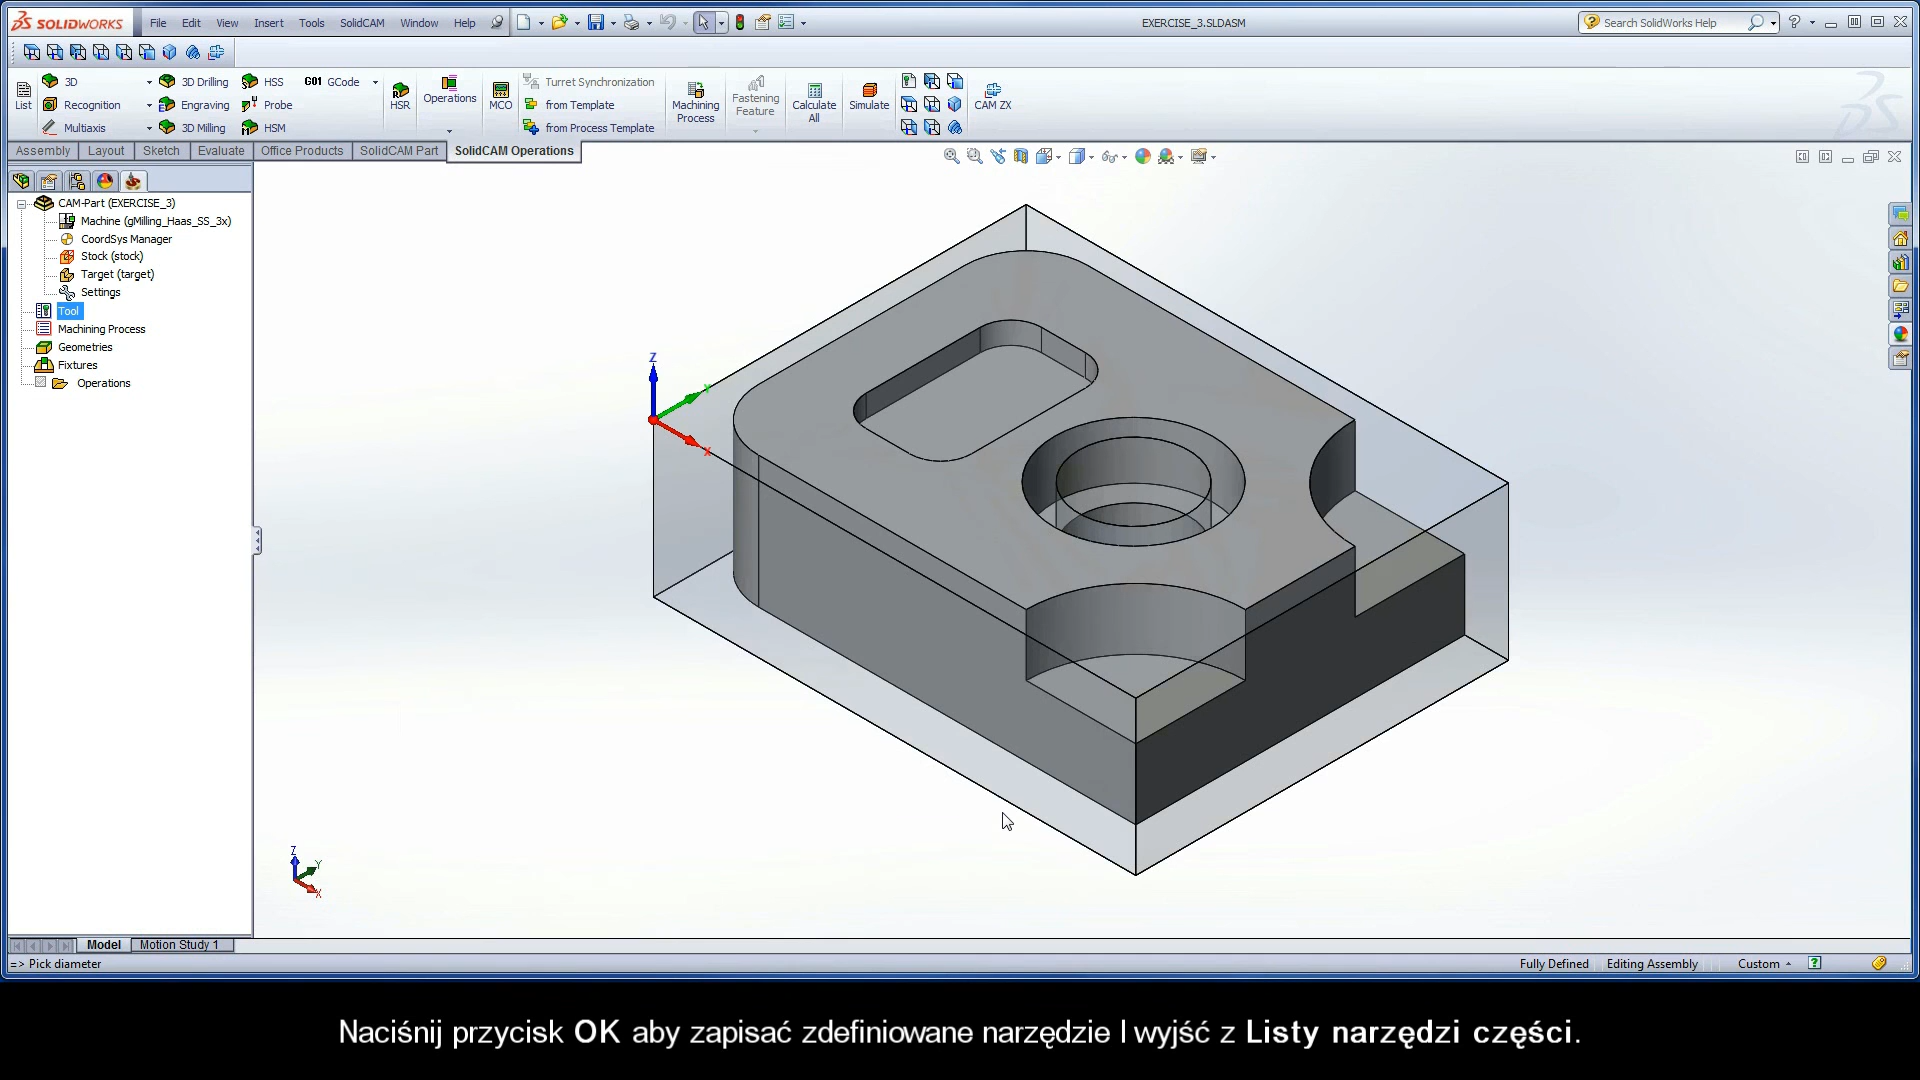 SOLIDWORKS File Edit View Insert Tools SolidCAM Window Help EXERCISE_3.SLDASM Search SolidWorks Help
3D 3D Drilling HSS G01 GCode Turret Synchronization
List Recognition Engraving Probe HSR Operations MCO from Template Machining Process Fastening Feature Calculate All Simulate CAM ZX
Multiaxis 3D Milling HSM from Process Template
Assembly Layout Sketch Evaluate Office Products SolidCAM Part SolidCAM Operations
CAM-Part (EXERCISE_3)
Machine (gMilling_Haas_SS_3x)
CoordSys Manager
Stock (stock)
Target (target)
Settings
Tool
Machining Process
Geometries
Fixtures
Operations
Z
X
Z
Y
X
Model Motion Study 1
=> Pick diameter Fully Defined Editing Assembly Custom
Naciśnij przycisk OK aby zapisać zdefiniowane narzędzie I wyjść z Listy narzędzi części.